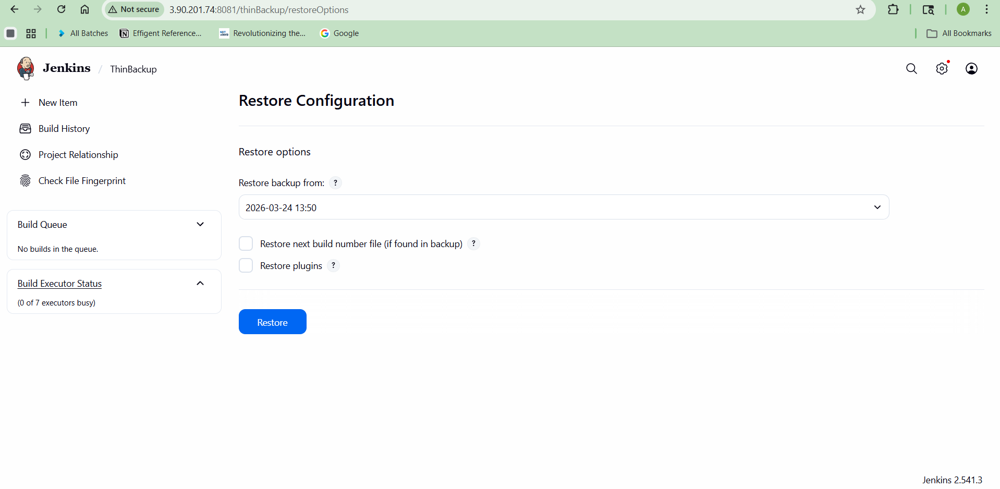 Not secure 3.90.201.74:8081/thinBackup/restoreOptions
A
All Batches
Effigent Reference...
NXT WAVE
Revolutionizing the...
Google
All Bookmarks
Jenkins / ThinBackup
New Item
Build History
Project Relationship
Check File Fingerprint
Build Queue
No builds in the queue.
Build Executor Status
(0 of 7 executors busy)
Restore Configuration
Restore options
Restore backup from: ?
2026-03-24 13:50
Restore next build number file (if found in backup) ?
Restore plugins ?
Restore
Jenkins 2.541.3